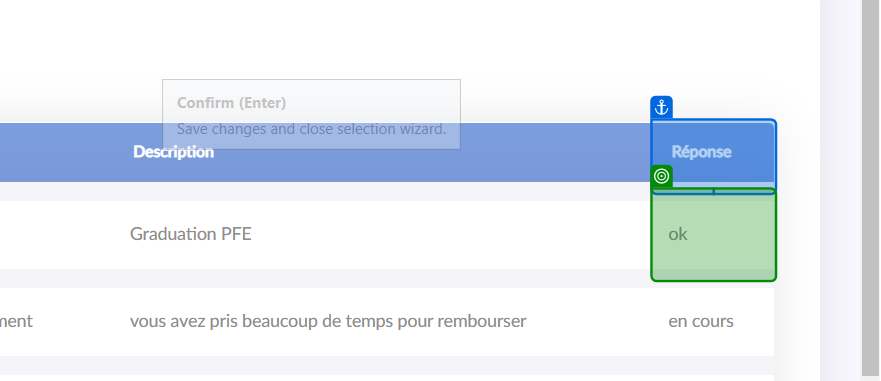 Confirm (Enter)
Save changes and close selection wizard.
Description
Réponse
Graduation PFE
ok
ment
vous avez pris beaucoup de temps pour rembourser
en cours